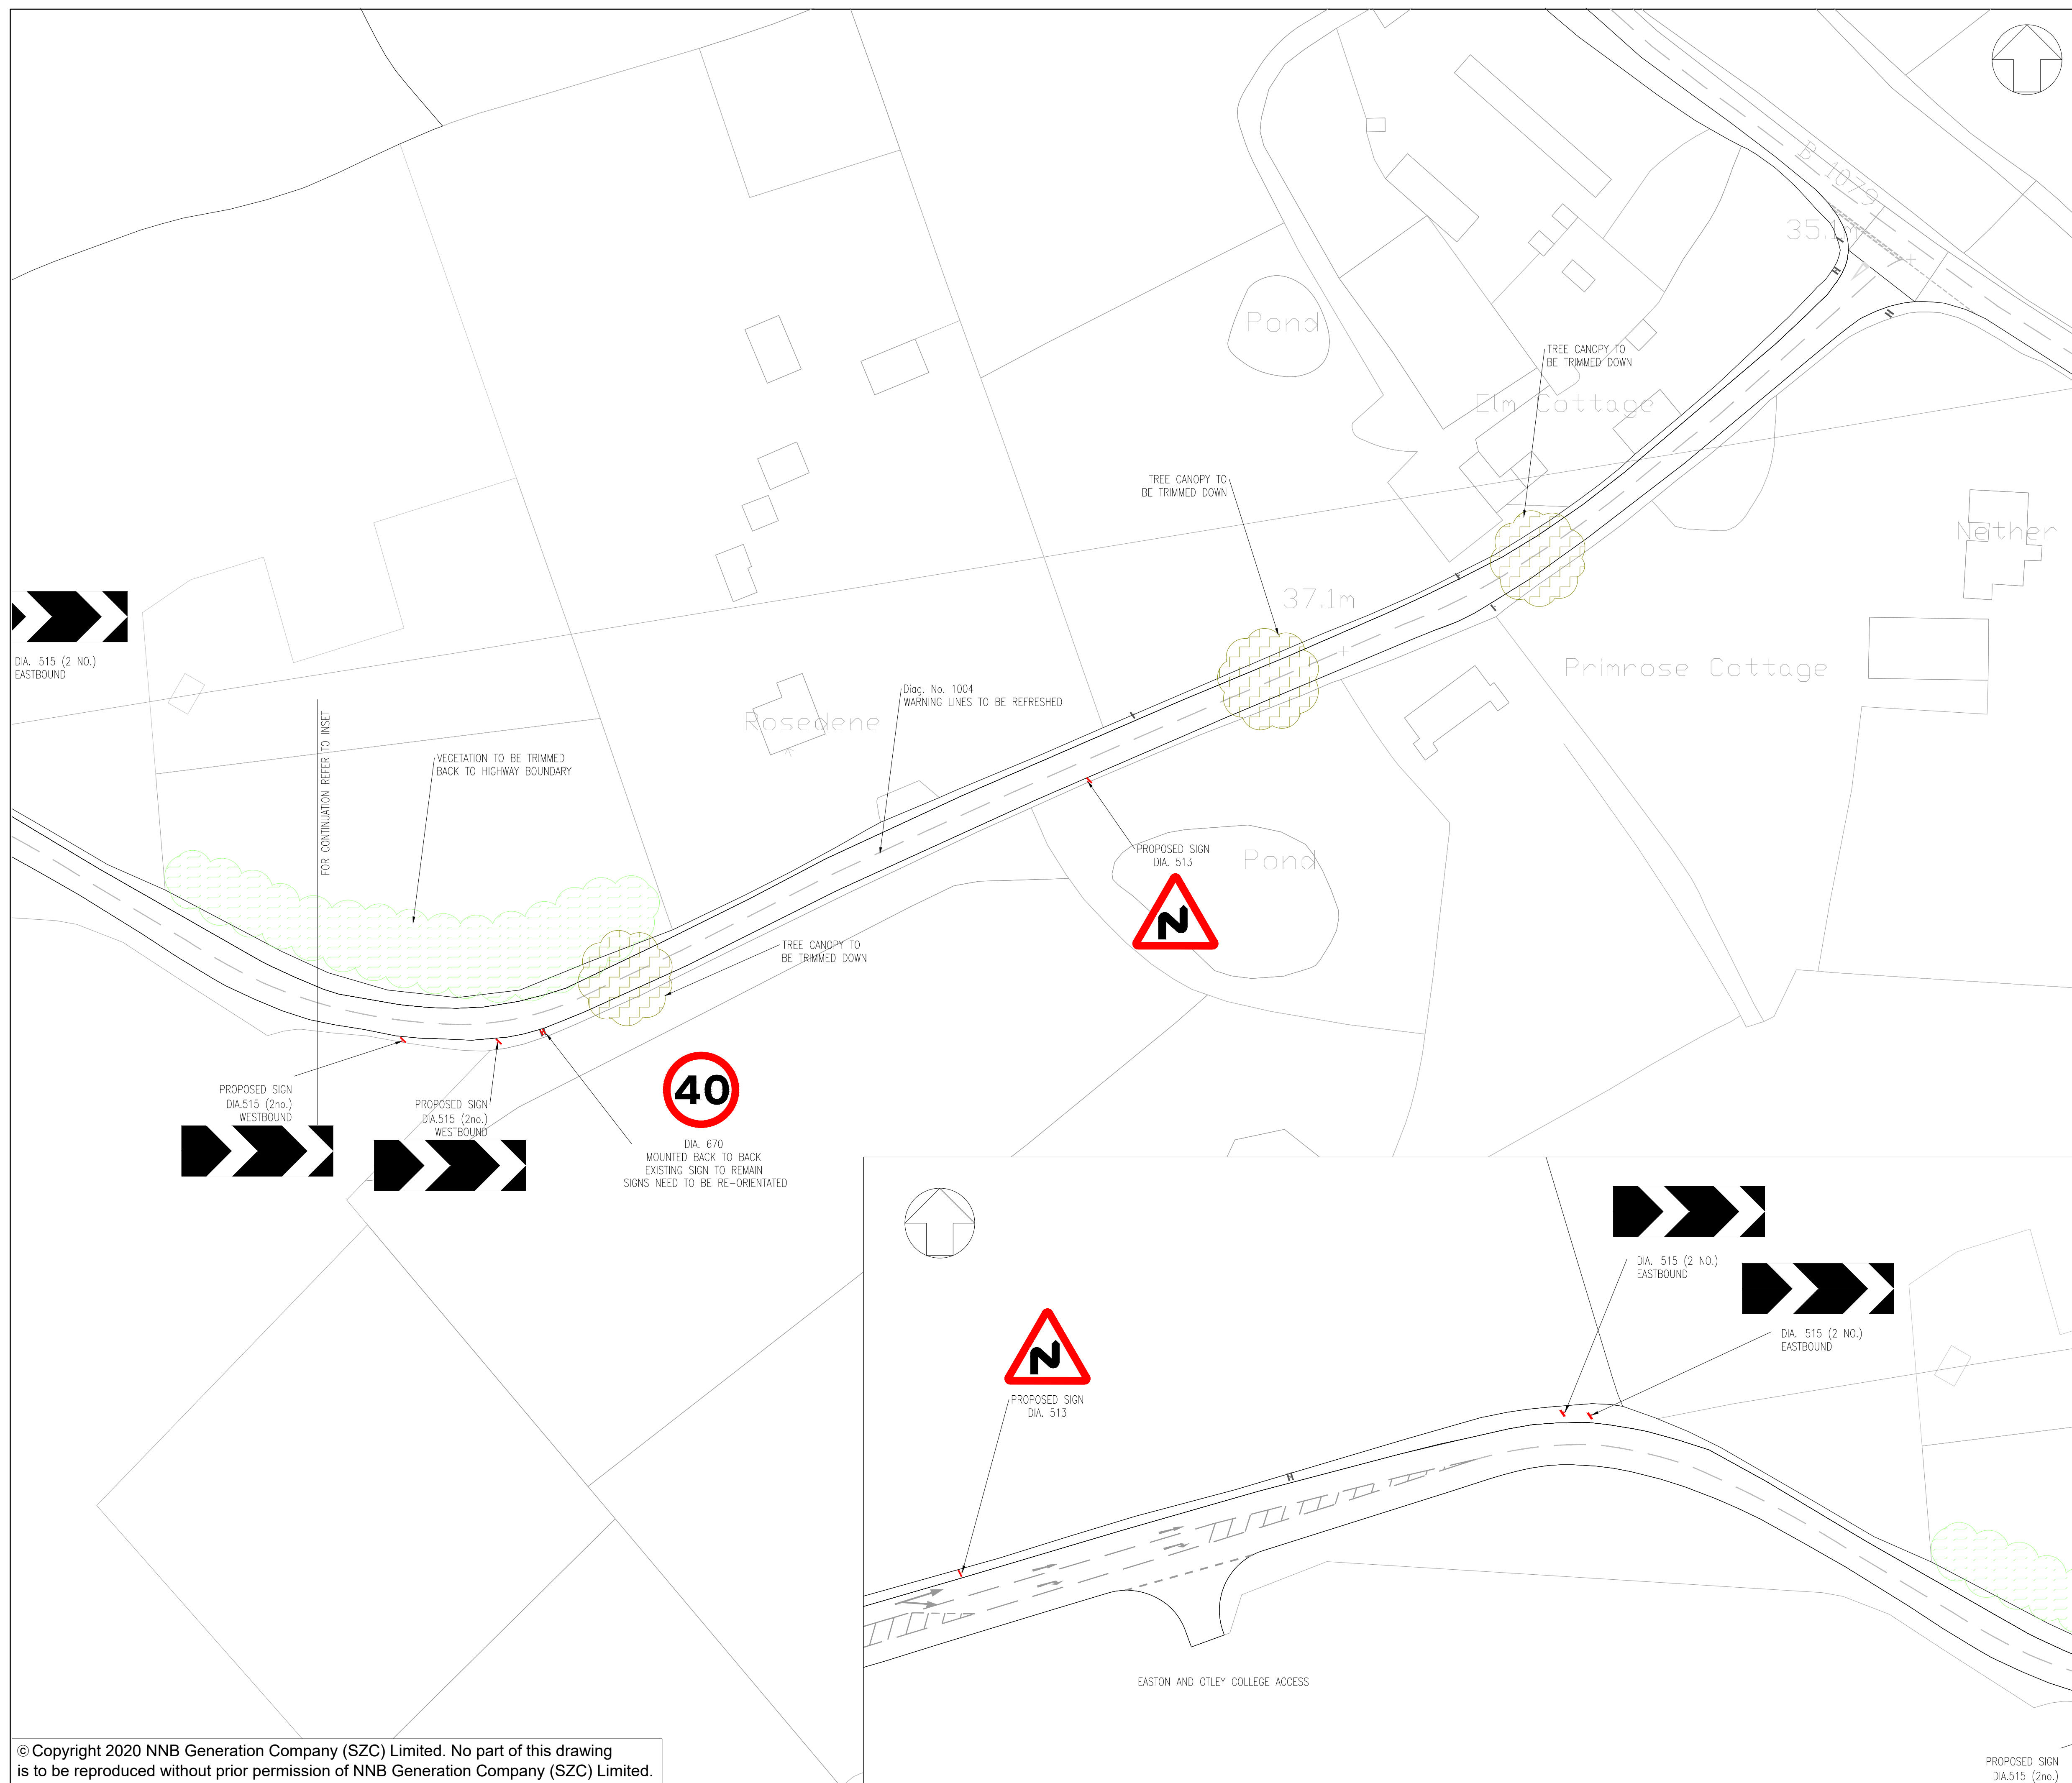 B 1079
Pond
TREE CANOPY TO
BE TRIMMED DOWN
Elm Cottage
TREE CANOPY TO
BE TRIMMED DOWN
Nether
37.1m
Primrose Cottage
DIA. 515 (2 NO.)
EASTBOUND
Diag. No. 1004
WARNING LINES TO BE REFRESHED
Rosedene
FOR CONTINUATION REFER TO INSET
VEGETATION TO BE TRIMMED
BACK TO HIGHWAY BOUNDARY
PROPOSED SIGN
DIA. 513
Pond
TREE CANOPY TO
BE TRIMMED DOWN
PROPOSED SIGN
DIA.515 (2no.)
WESTBOUND
PROPOSED SIGN
DIA.515 (2no.)
WESTBOUND
40
DIA. 670
MOUNTED BACK TO BACK
EXISTING SIGN TO REMAIN
SIGNS NEED TO BE RE-ORIENTATED
DIA. 515 (2 NO.)
EASTBOUND
DIA. 515 (2 NO.)
EASTBOUND
PROPOSED SIGN
DIA. 513
EASTON AND OTLEY COLLEGE ACCESS
PROPOSED SIGN
DIA.515 (2no.)
© Copyright 2020 NNB Generation Company (SZC) Limited. No part of this drawing
is to be reproduced without prior permission of NNB Generation Company (SZC) Limited.